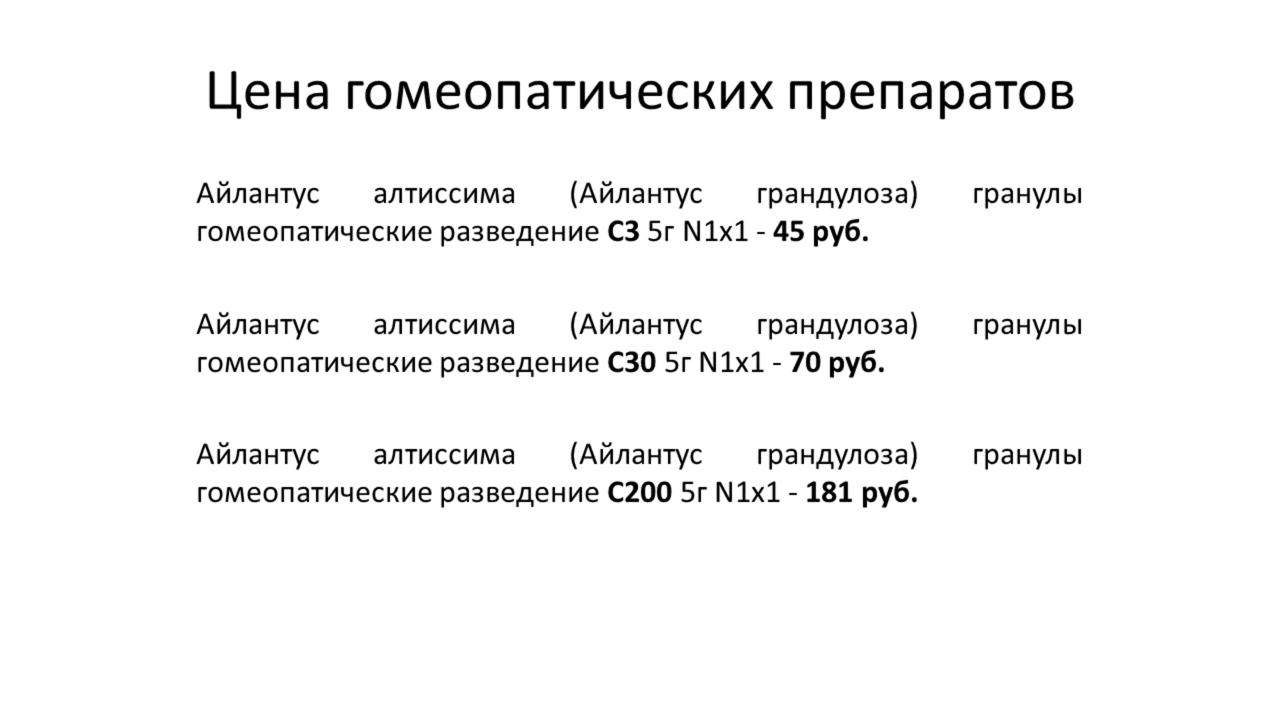 Цена гомеопатических препаратов
Айлантус алтиссима (Айлантус грандулоза) гранулы
гомеопатические разведение С3 5г N1x1 - 45 руб.
Айлантус алтиссима (Айлантус грандулоза) гранулы
гомеопатические разведение С30 5г N1x1 - 70 руб.
Айлантус алтиссима (Айлантус грандулоза) гранулы
гомеопатические разведение С200 5г N1x1 - 181 руб.